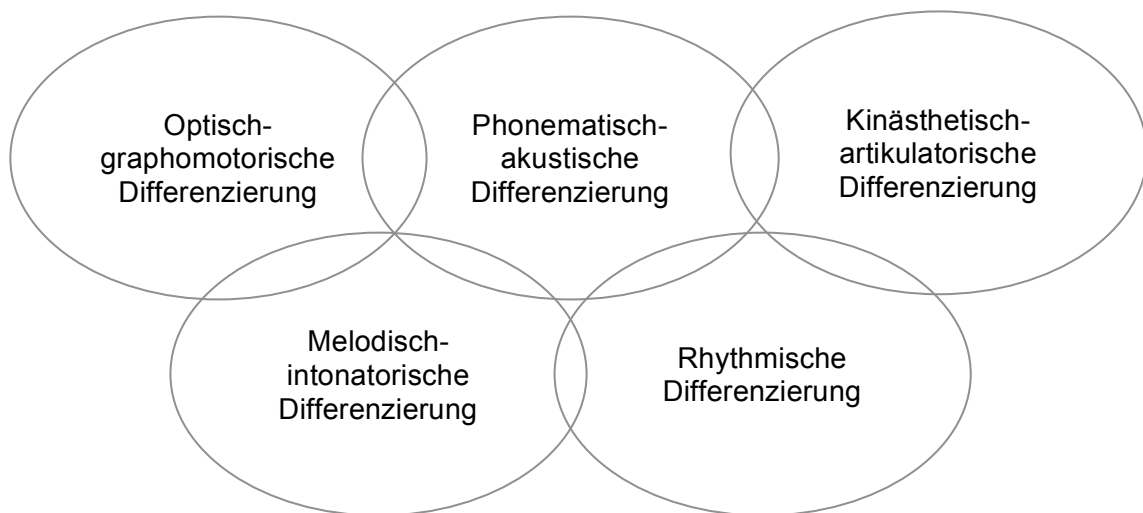 Optisch-
graphomotorische
Differenzierung
Phonematisch-
akustische
Differenzierung
Kinästhetisch-
artikulatorische
Differenzierung
Melodisch-
intonatorische
Differenzierung
Rhythmische
Differenzierung